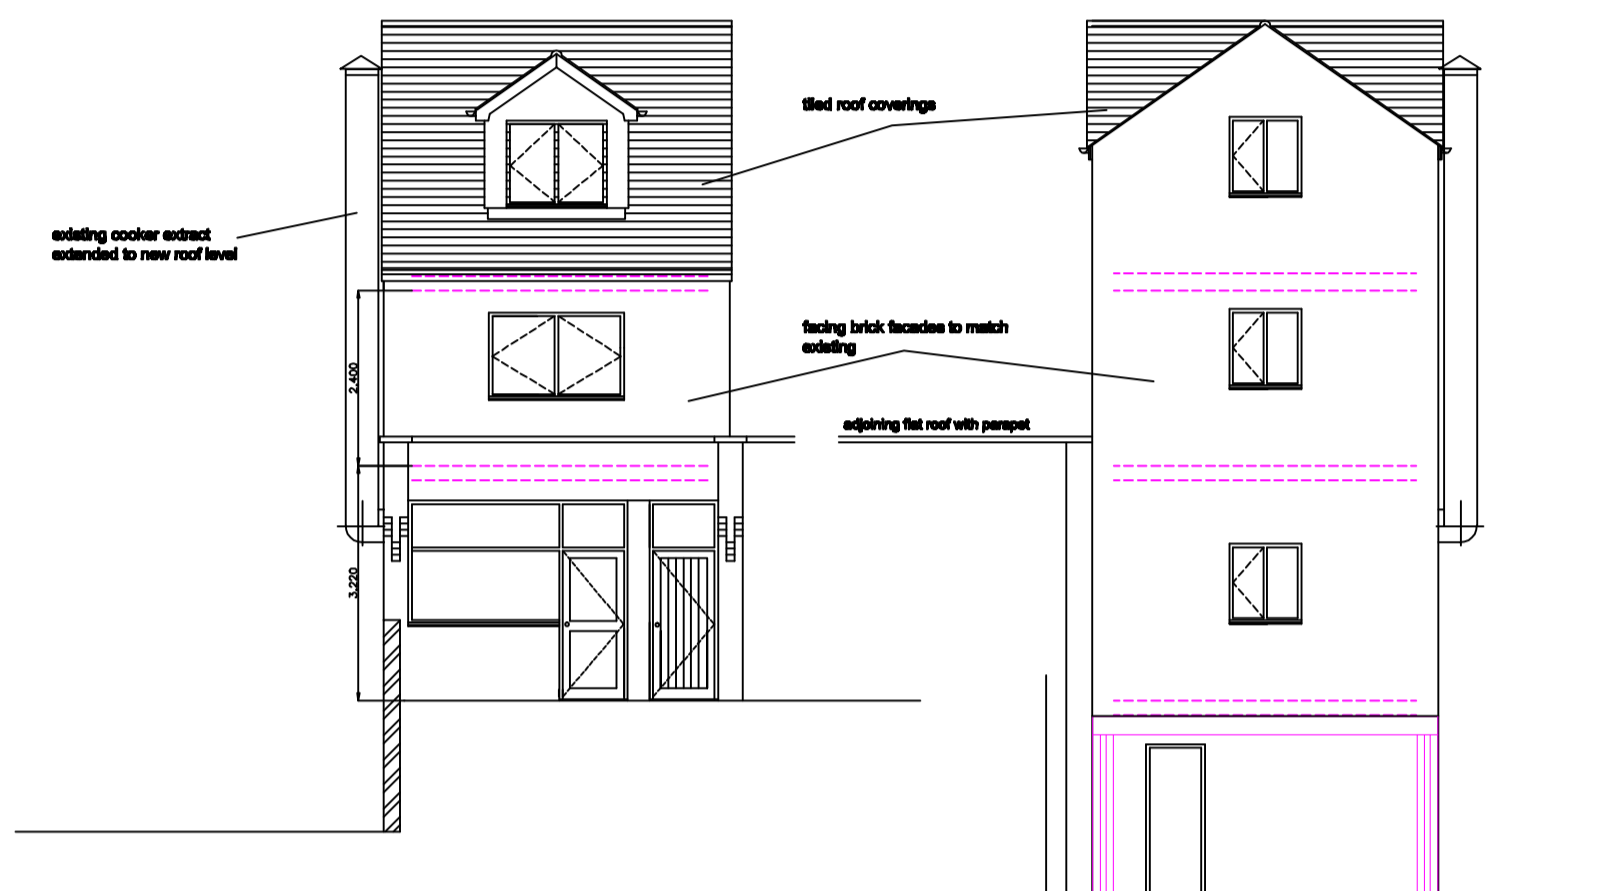 tiled roof coverings
existing cooker extract
extended to new roof level
facing brick facades to match
existing
2.400
adjoining flat roof with parapet
3.220